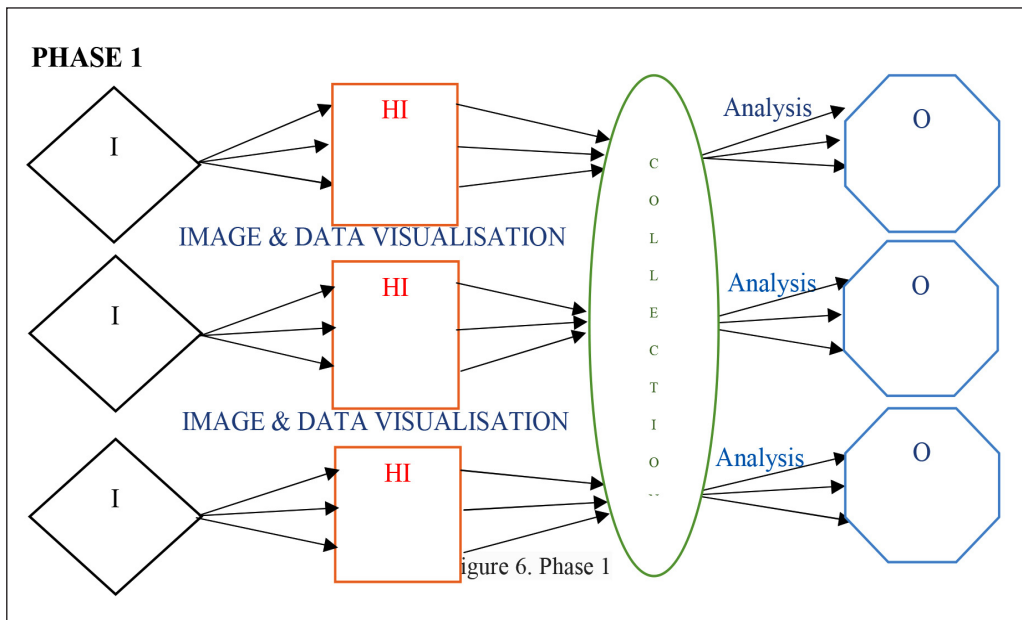 PHASE 1
I
HI
Analysis
O
IMAGE & DATA VISUALISATION
I
HI
Analysis
O
IMAGE & DATA VISUALISATION
I
HI
Analysis
O
C
O
L
L
E
C
T
I
O
igure 6. Phase 1